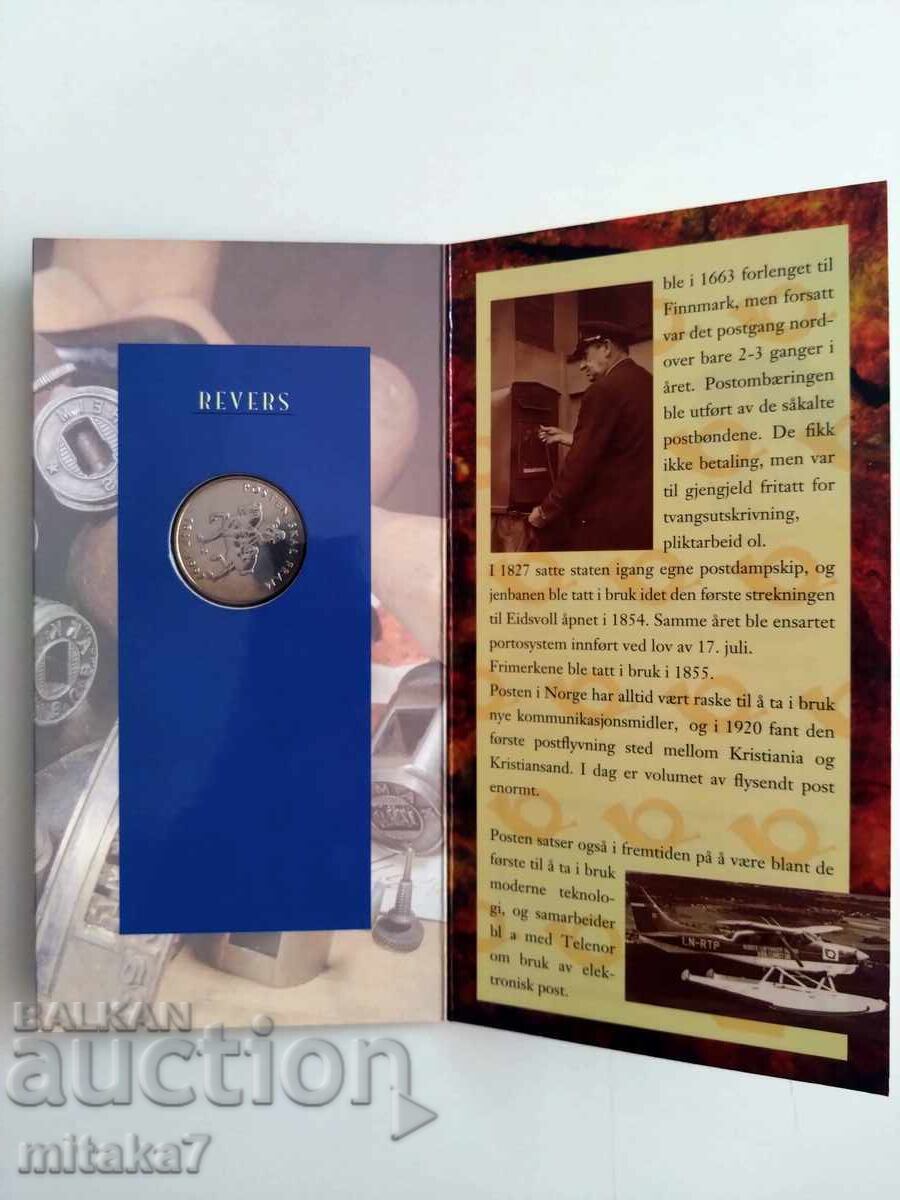 REVERS
POSTEN SKAL FRAM
ble i 1663 forlenget til
Finnmark, men forsatt
var det postgang nord-
over bare 2-3 ganger i
året. Postombæringen
ble utført av de såkalte
postbøndene. De fikk
ikke betaling, men var
til gjengjeld fritatt for
tvangsutskrivning,
pliktarbeid ol.
I 1827 satte staten igang egne postdampskip, og
jenbanen ble tatt i bruk idet den første strekningen
til Eidsvoll åpnet i 1854. Samme året ble ensartet
portosystem innført ved lov av 17. juli.
Frimerkene ble tatt i bruk i 1855.
Posten i Norge har alltid vært raske til å ta i bruk
nye kommunikasjonsmidler, og i 1920 fant den
første postflyvning sted mellom Kristiania og
Kristiansand. I dag er volumet av flysendt post
enormt.
Posten satser også i fremtiden på å være blant de
første til å ta i bruk
moderne teknolo-
gi, og samarbeider
bl a med Telenor
om bruk av elek-
tronisk post.
LN-RTP
BALKAN
auction
mitaka7